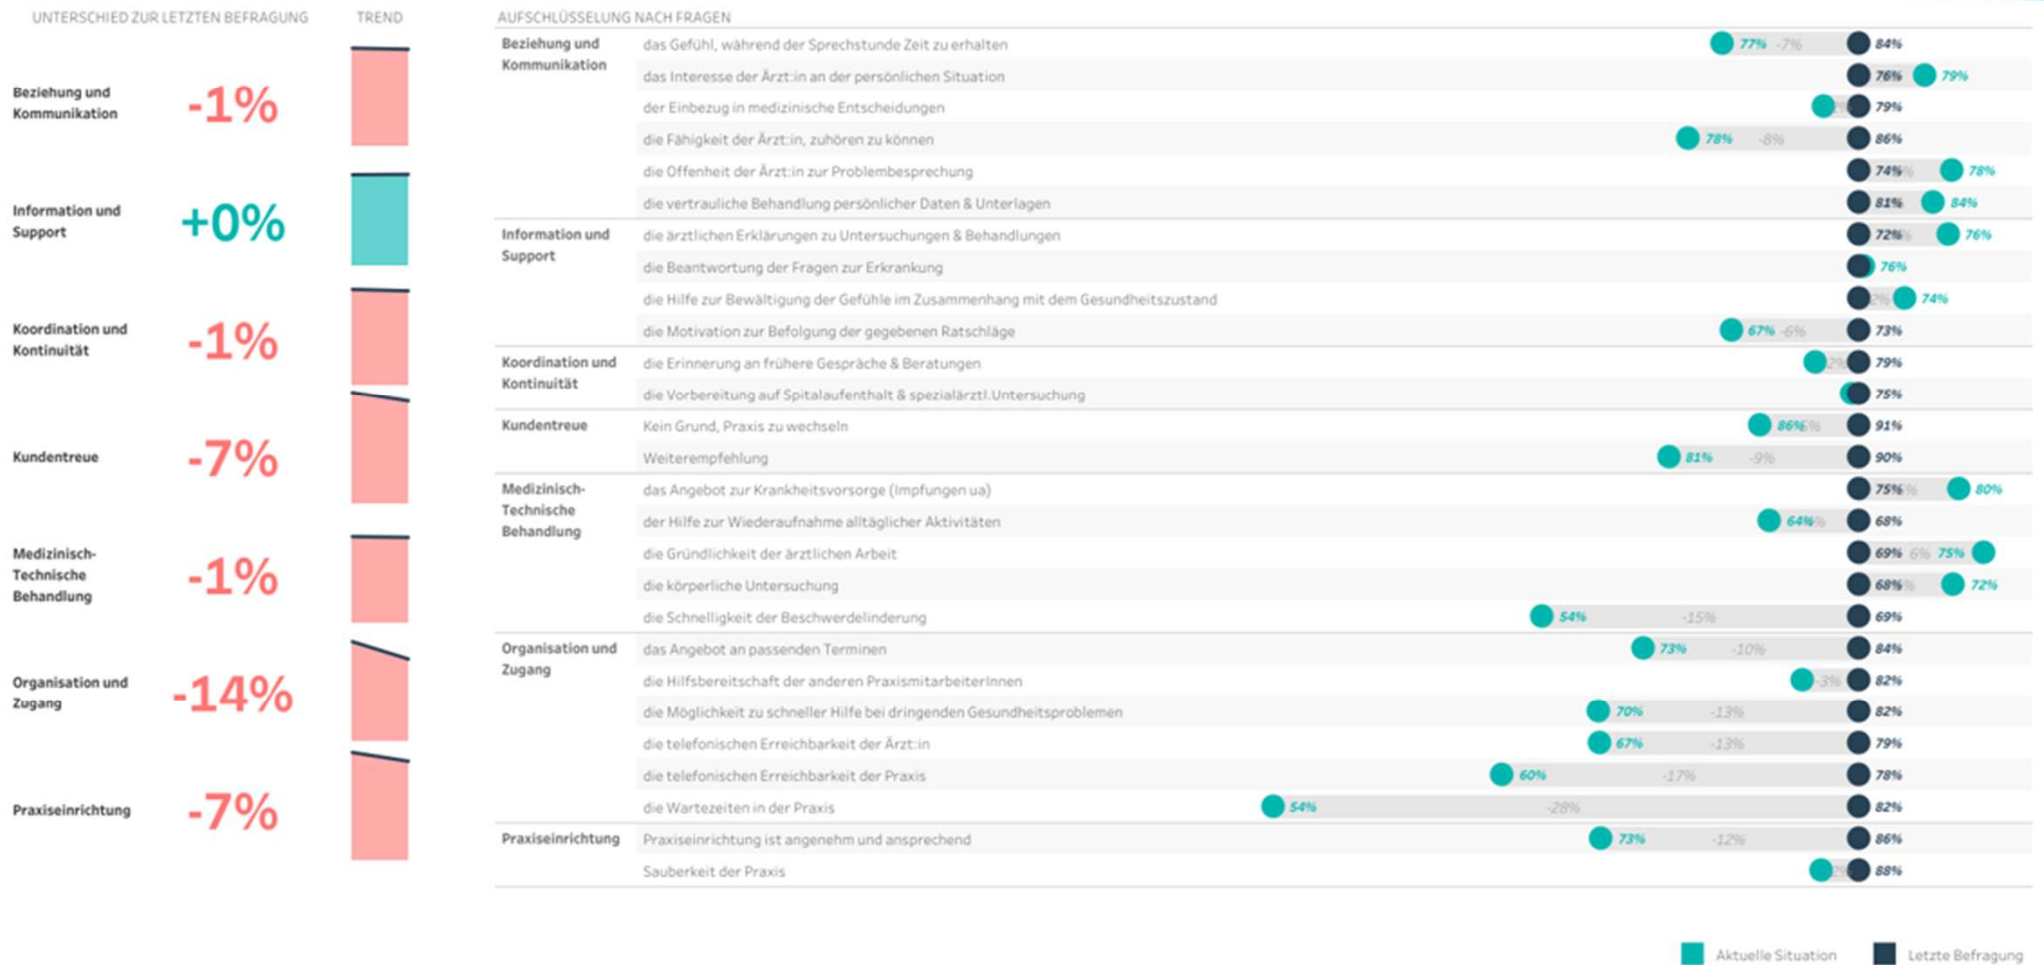 UNTERSCHIED ZUR LETZTEN BEFRAGUNG TREND
Beziehung und
Kommunikation
-1%
Information und
Support
+0%
Koordination und
Kontinuität
-1%
Kundentreue
-7%
Medizinisch-
Technische
Behandlung
-1%
Organisation und
Zugang
-14%
Praxiseinrichtung
-7%
AUFSCHLÜSSELUNG NACH FRAGEN
Beziehung und
Kommunikation
das Gefühl, während der Sprechstunde Zeit zu erhalten 77% -7% 84%
das Interesse der Ärzt:in an der persönlichen Situation 76% 79%
der Einbezug in medizinische Entscheidungen 79%
die Fähigkeit der Ärzt:in, zuhören zu können 78% -8% 86%
die Offenheit der Ärzt:in zur Problembesprechung 74% 78%
die vertrauliche Behandlung persönlicher Daten & Unterlagen 81% 84%
Information und
Support
die ärztlichen Erklärungen zu Untersuchungen & Behandlungen 72% 76%
die Beantwortung der Fragen zur Erkrankung 76%
die Hilfe zur Bewältigung der Gefühle im Zusammenhang mit dem Gesundheitszustand 2% 74%
die Motivation zur Befolgung der gegebenen Ratschläge 67% -6% 73%
Koordination und
Kontinuität
die Erinnerung an frühere Gespräche & Beratungen 79%
die Vorbereitung auf Spitalaufenthalt & spezialärztl.Untersuchung 75%
Kundentreue
Kein Grund, Praxis zu wechseln 86% 91%
Weiterempfehlung 81% -9% 90%
Medizinisch-
Technische
Behandlung
das Angebot zur Krankheitsvorsorge (Impfungen ua) 75% 80%
der Hilfe zur Wiederaufnahme alltäglicher Aktivitäten 64% 68%
die Gründlichkeit der ärztlichen Arbeit 69% 6% 75%
die körperliche Untersuchung 68% 72%
die Schnelligkeit der Beschwerdelinderung 54% -15% 69%
Organisation und
Zugang
das Angebot an passenden Terminen 73% -10% 84%
die Hilfsbereitschaft der anderen PraxismitarbeiterInnen -3% 82%
die Möglichkeit zu schneller Hilfe bei dringenden Gesundheitsproblemen 70% -13% 82%
die telefonischen Erreichbarkeit der Ärzt:in 67% -13% 79%
die telefonischen Erreichbarkeit der Praxis 60% -17% 78%
die Wartezeiten in der Praxis 54% -28% 82%
Praxiseinrichtung
Praxiseinrichtung ist angenehm und ansprechend 73% -12% 86%
Sauberkeit der Praxis 88%
Aktuelle Situation Letzte Befragung